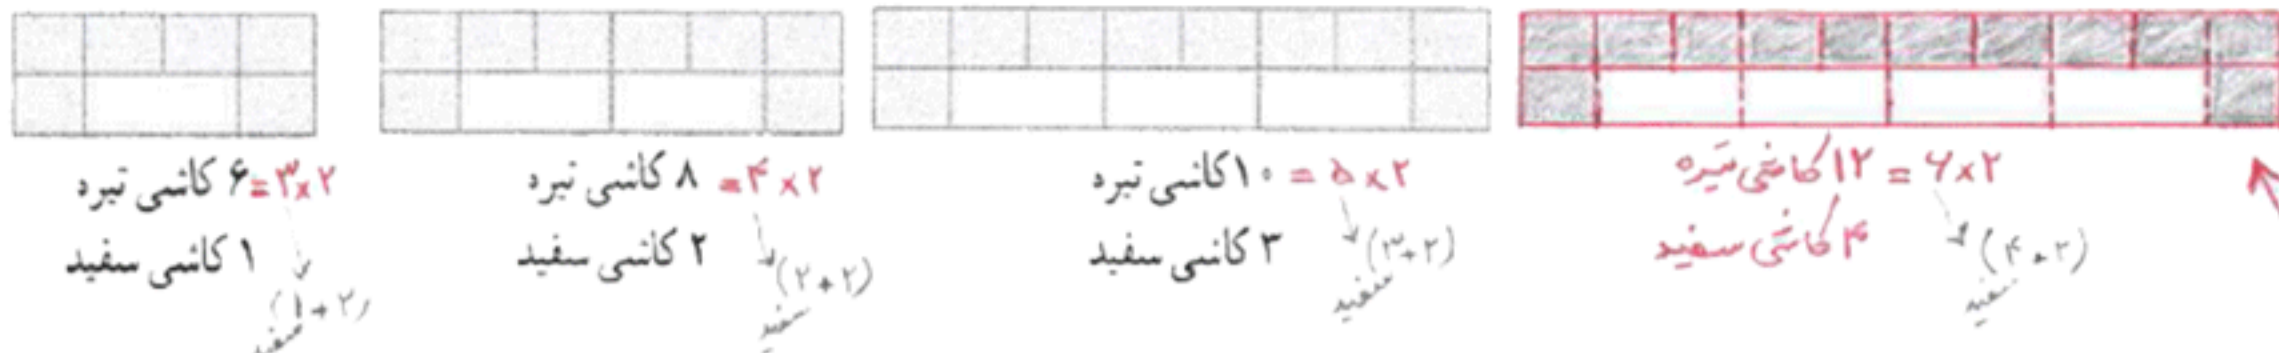 ۶ کاشی تیره = ۳×۲
۱ کاشی سفید
(۱+۲)
سفید
۸ کاشی تیره = ۴×۲
۲ کاشی سفید
(۲+۲)
سفید
۱۰ کاشی تیره = ۵×۲
۳ کاشی سفید
(۳+۲)
سفید
۱۲ کاشی تیره = ۶×۲
۴ کاشی سفید
(۴+۲)
سفید